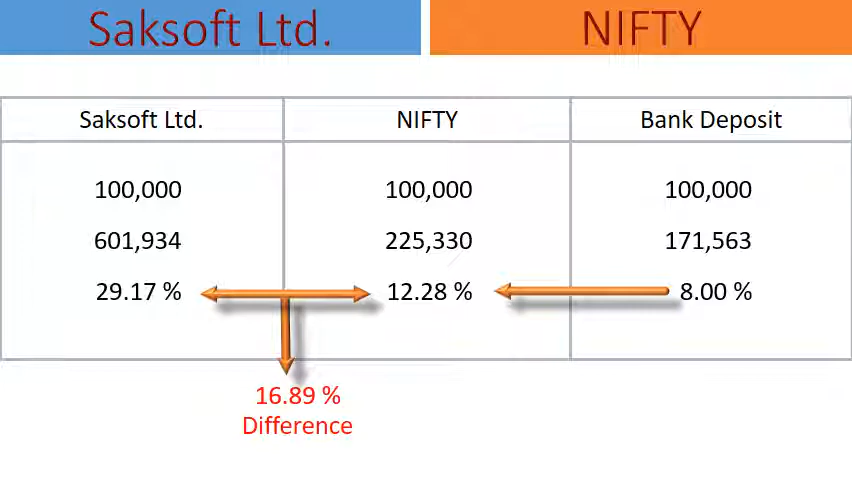 Saksoft Ltd. NIFTY
Saksoft Ltd. NIFTY Bank Deposit
100,000 100,000 100,000
601,934 225,330 171,563
29.17 % 12.28 % 8.00 %
16.89 %
Difference